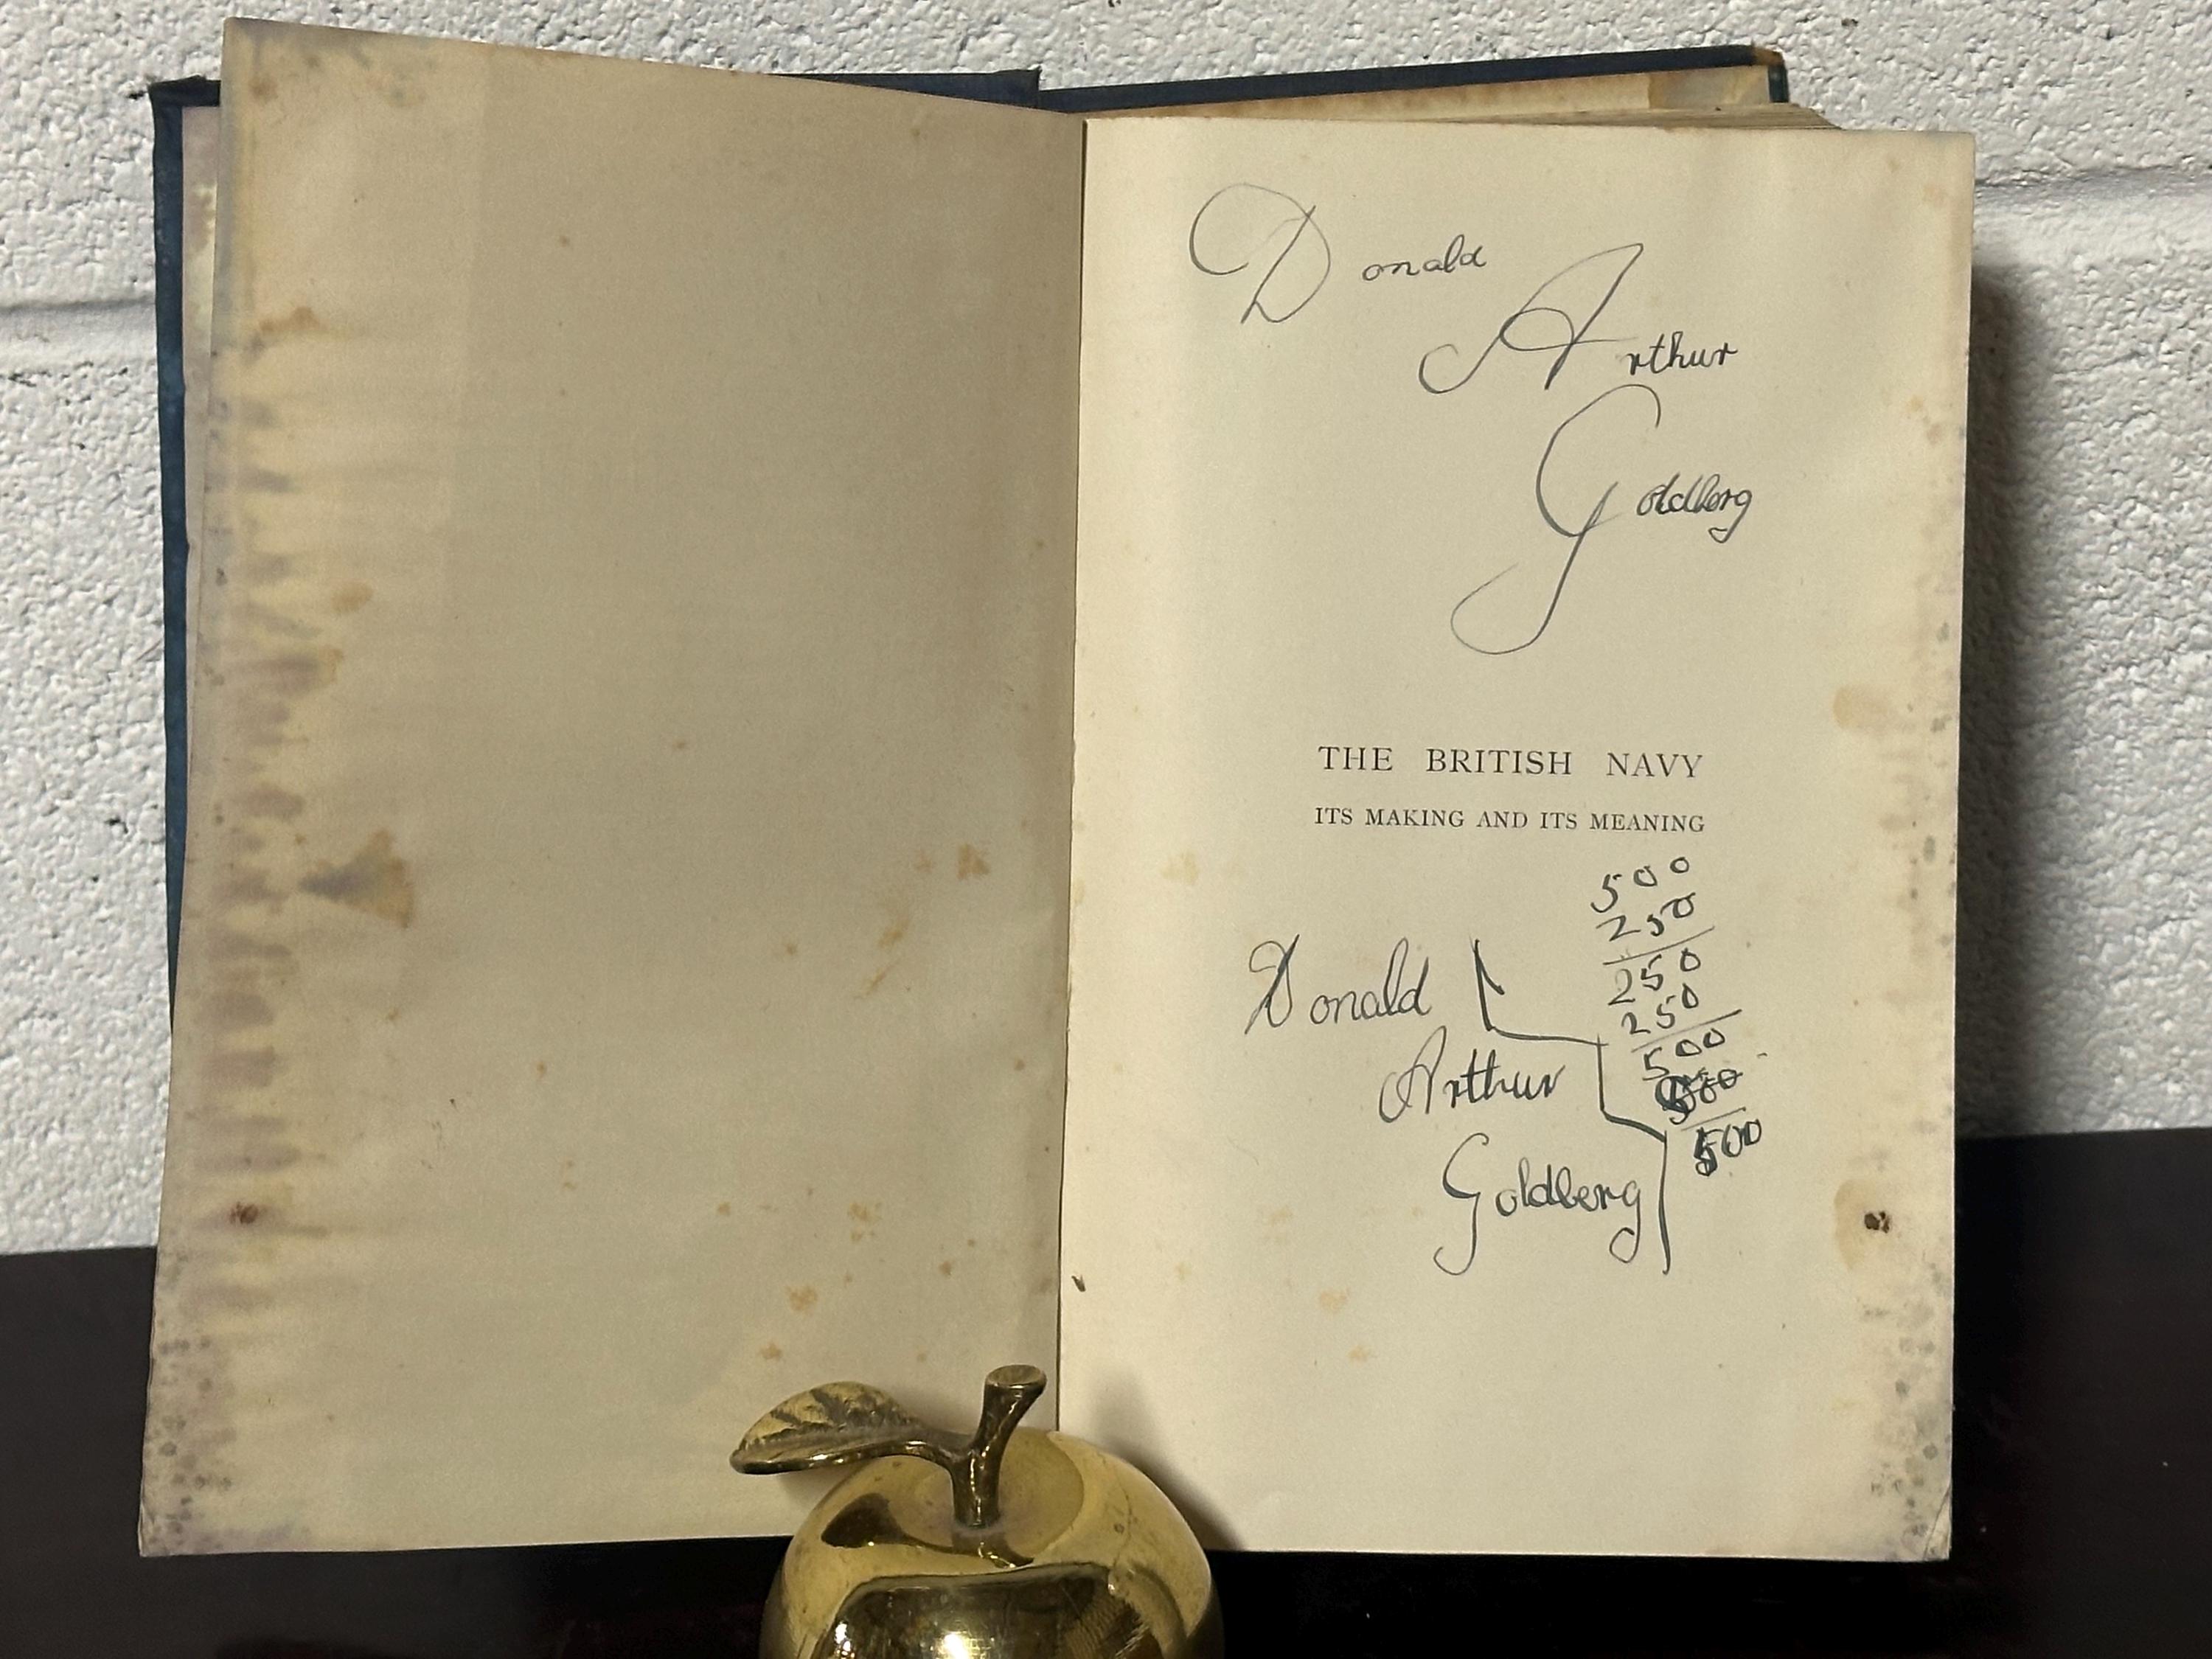 Donald
Arthur
Goldberg
THE BRITISH NAVY
ITS MAKING AND ITS MEANING
500
250
250
250
500
500
Donald
Arthur
Goldberg